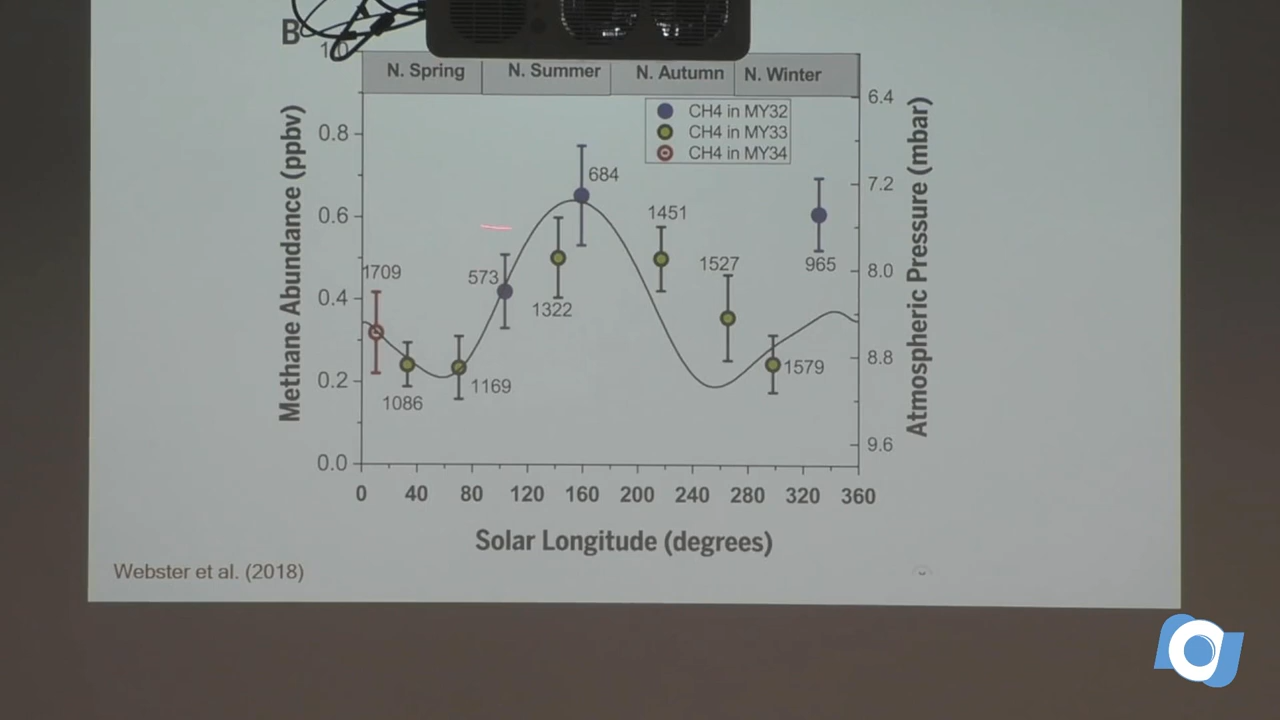 B
1.0
N. Spring
N. Summer
N. Autumn
N. Winter
6.4
CH4 in MY32
CH4 in MY33
CH4 in MY34
0.8
684
7.2
0.6
1451
1709
573
1527
965
8.0
0.4
1322
8.8
0.2
1169
1579
1086
9.6
0.0
0 40 80 120 160 200 240 280 320 360
Methane Abundance (ppbv)
Atmospheric Pressure (mbar)
Solar Longitude (degrees)
Webster et al. (2018)